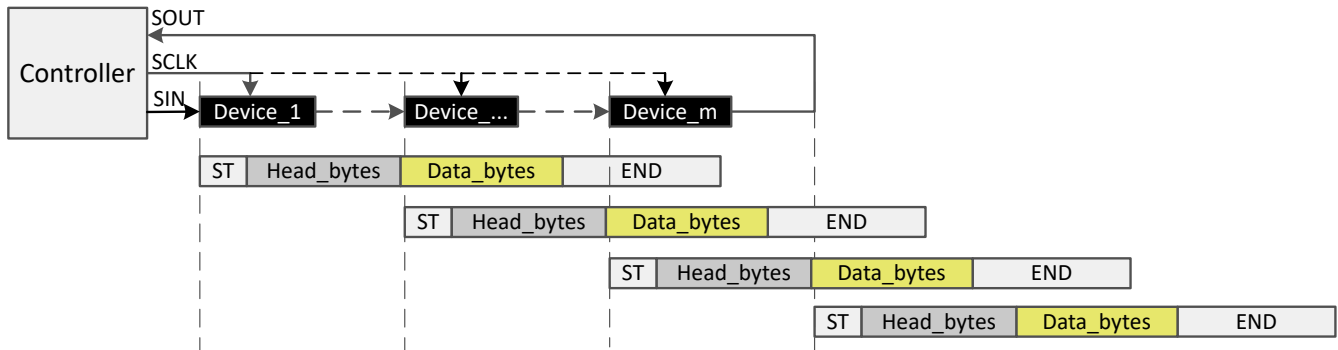 SOUT
Controller
SCLK
SIN
Device_1
Device_...
Device_m
ST Head_bytes Data_bytes END
ST Head_bytes Data_bytes END
ST Head_bytes Data_bytes END
ST Head_bytes Data_bytes END